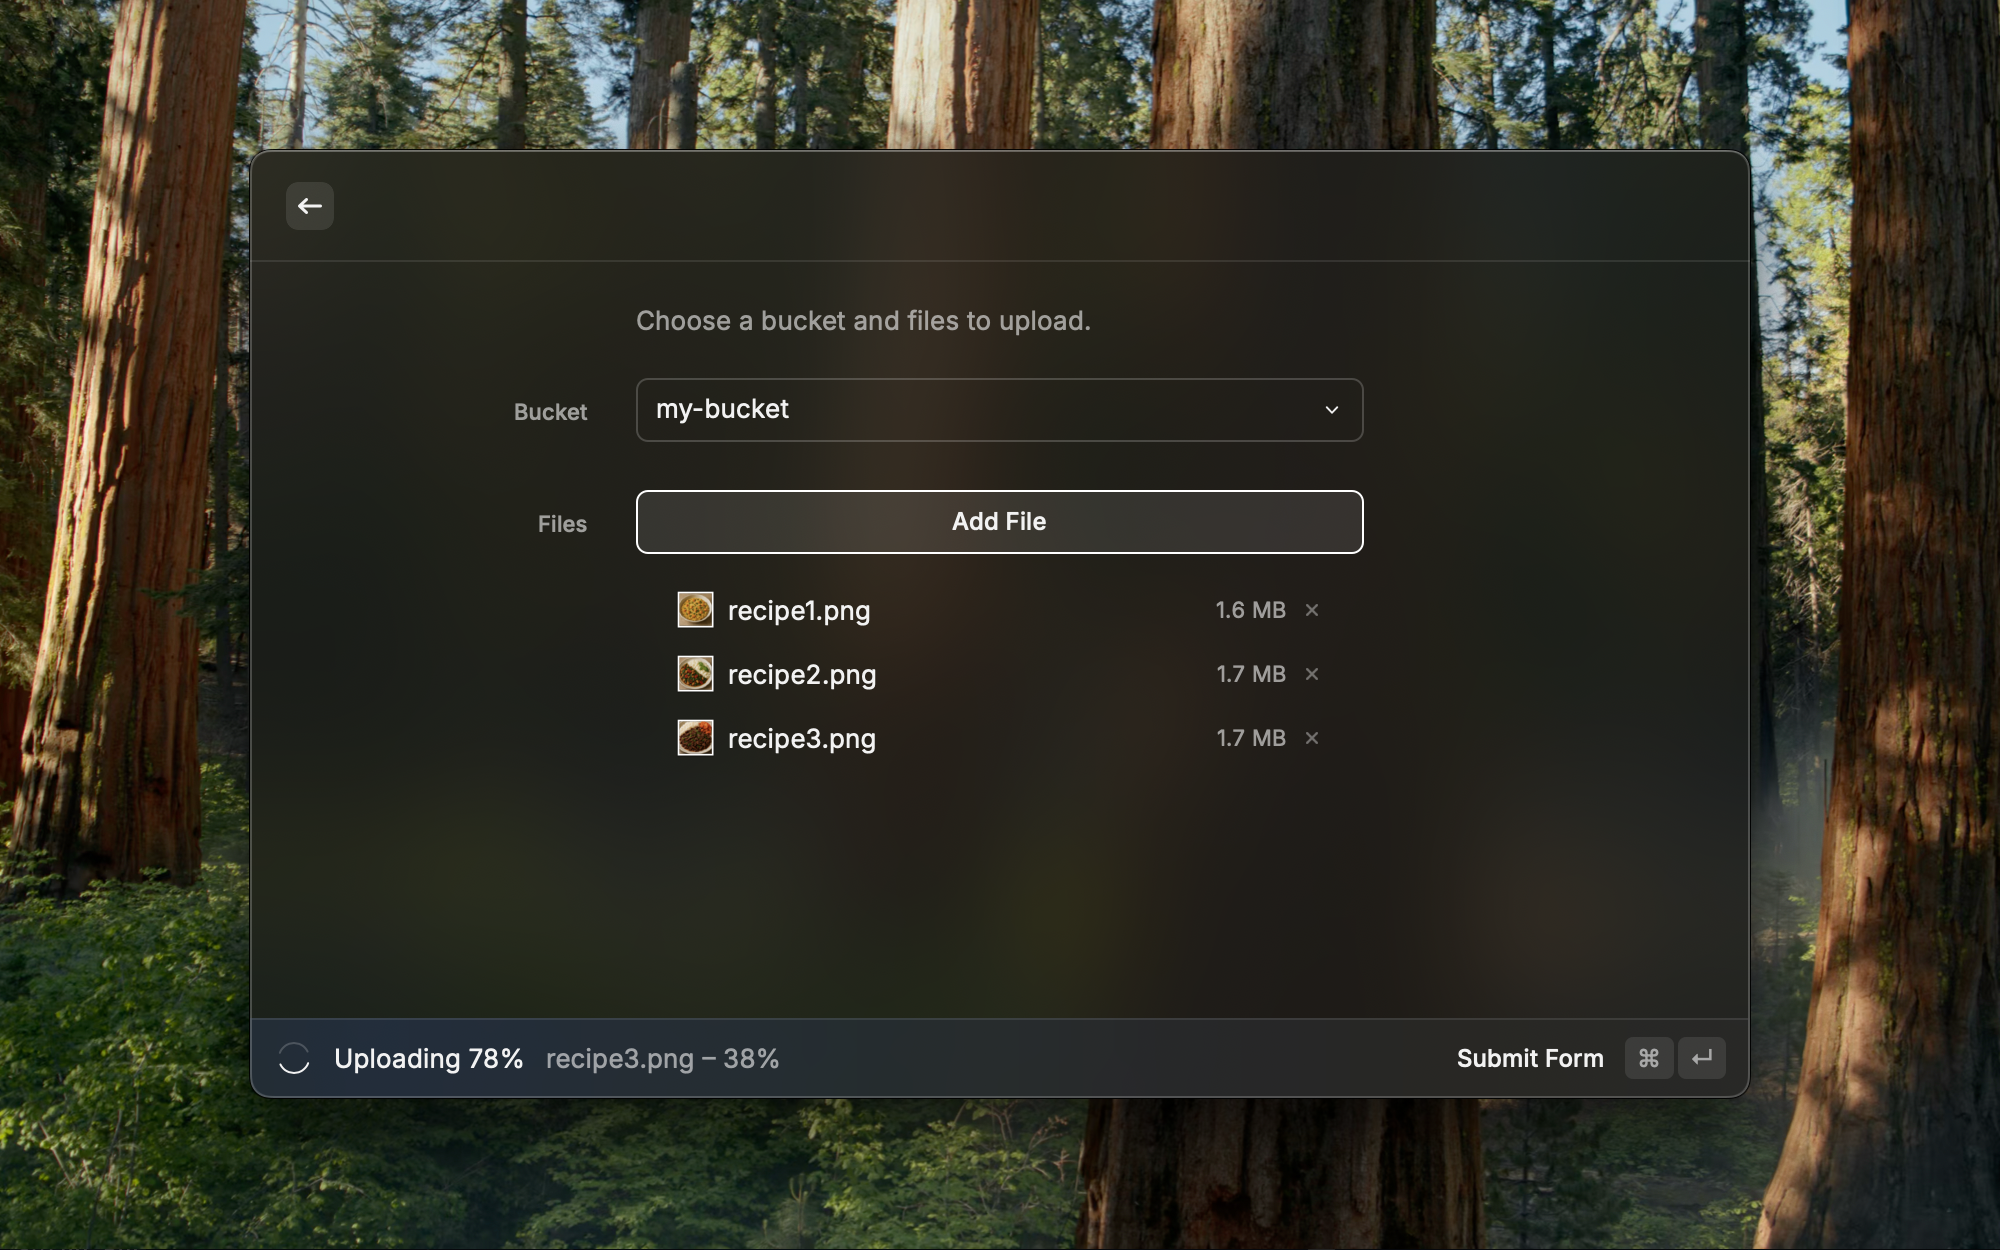 Choose a bucket and files to upload.
Bucket
my-bucket
Files
Add File
recipe1.png
1.6 MB
recipe2.png
1.7 MB
recipe3.png
1.7 MB
Uploading 78% recipe3.png – 38%
Submit Form ⌘ ↵